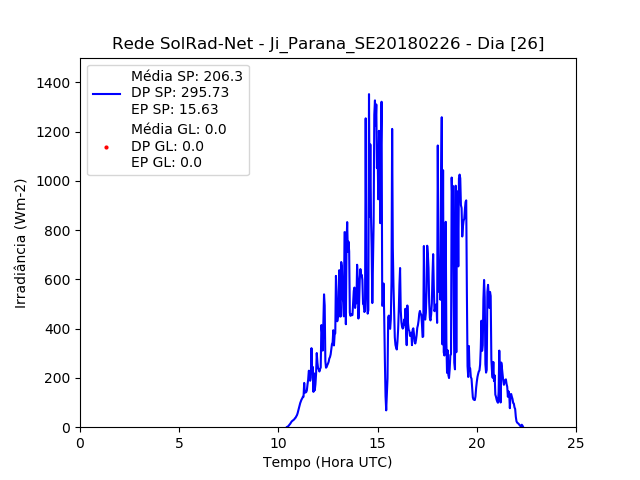 Rede SolRad-Net - Ji_Parana_SE20180226 - Dia [26]
Média SP: 206.3
DP SP: 295.73
EP SP: 15.63
Média GL: 0.0
DP GL: 0.0
EP GL: 0.0
1400
1200
1000
800
600
400
200
0
Irradiância (Wm-2)
0 5 10 15 20 25
Tempo (Hora UTC)